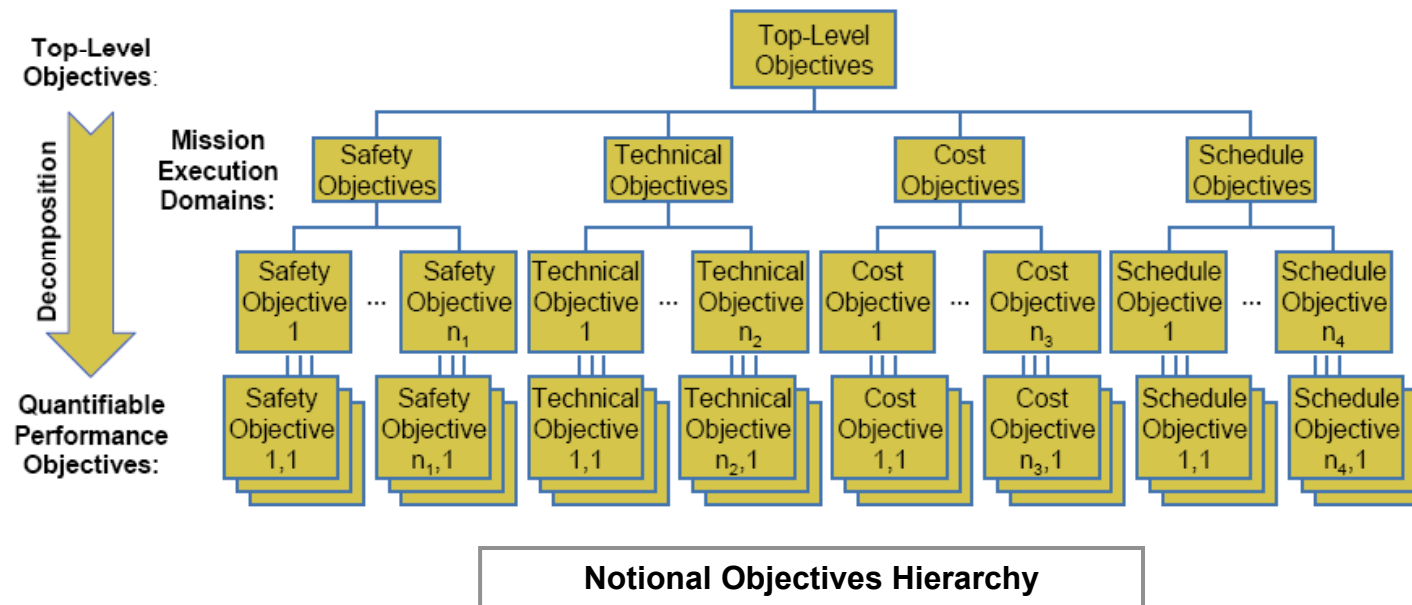 Top-Level
Objectives:
Top-Level
Objectives
Decomposition
Mission
Execution
Domains:
Safety
Objectives
Technical
Objectives
Cost
Objectives
Schedule
Objectives
Safety
Objective
1
...
Safety
Objective
n₁
Technical
Objective
1
...
Technical
Objective
n₂
Cost
Objective
1
...
Cost
Objective
n₃
Schedule
Objective
1
...
Schedule
Objective
n₄
Quantifiable
Performance
Objectives:
Safety
Objective
1,1
Safety
Objective
n₁,1
Technical
Objective
1,1
Technical
Objective
n₂,1
Cost
Objective
1,1
Cost
Objective
n₃,1
Schedule
Objective
1,1
Schedule
Objective
n₄,1
Notional Objectives Hierarchy